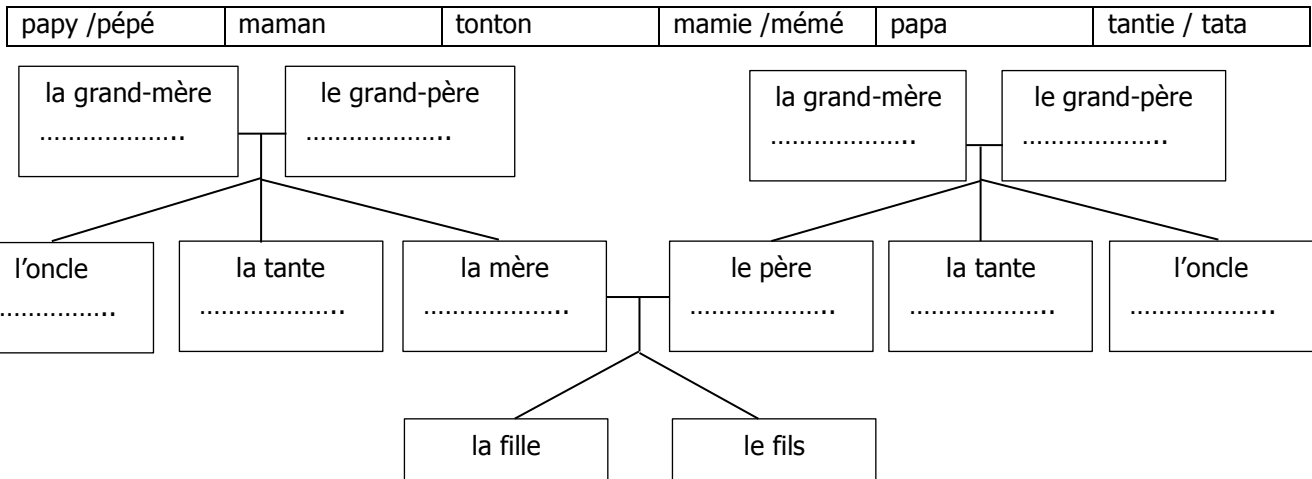 papy /pépé maman tonton mamie /mémé papa tantie / tata
la grand-mère le grand-père la grand-mère le grand-père
.................... .................... .................... ....................
l'oncle la tante la mère le père la tante l'oncle
................. .................... .................... .................... .................... ....................
la fille le fils